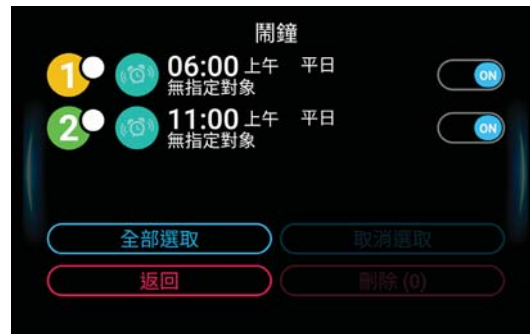 鬧鐘
1 06:00 上午 平日 ON
無指定對象
2 11:00 上午 平日 ON
無指定對象
全部選取 取消選取
返回 刪除 (0)